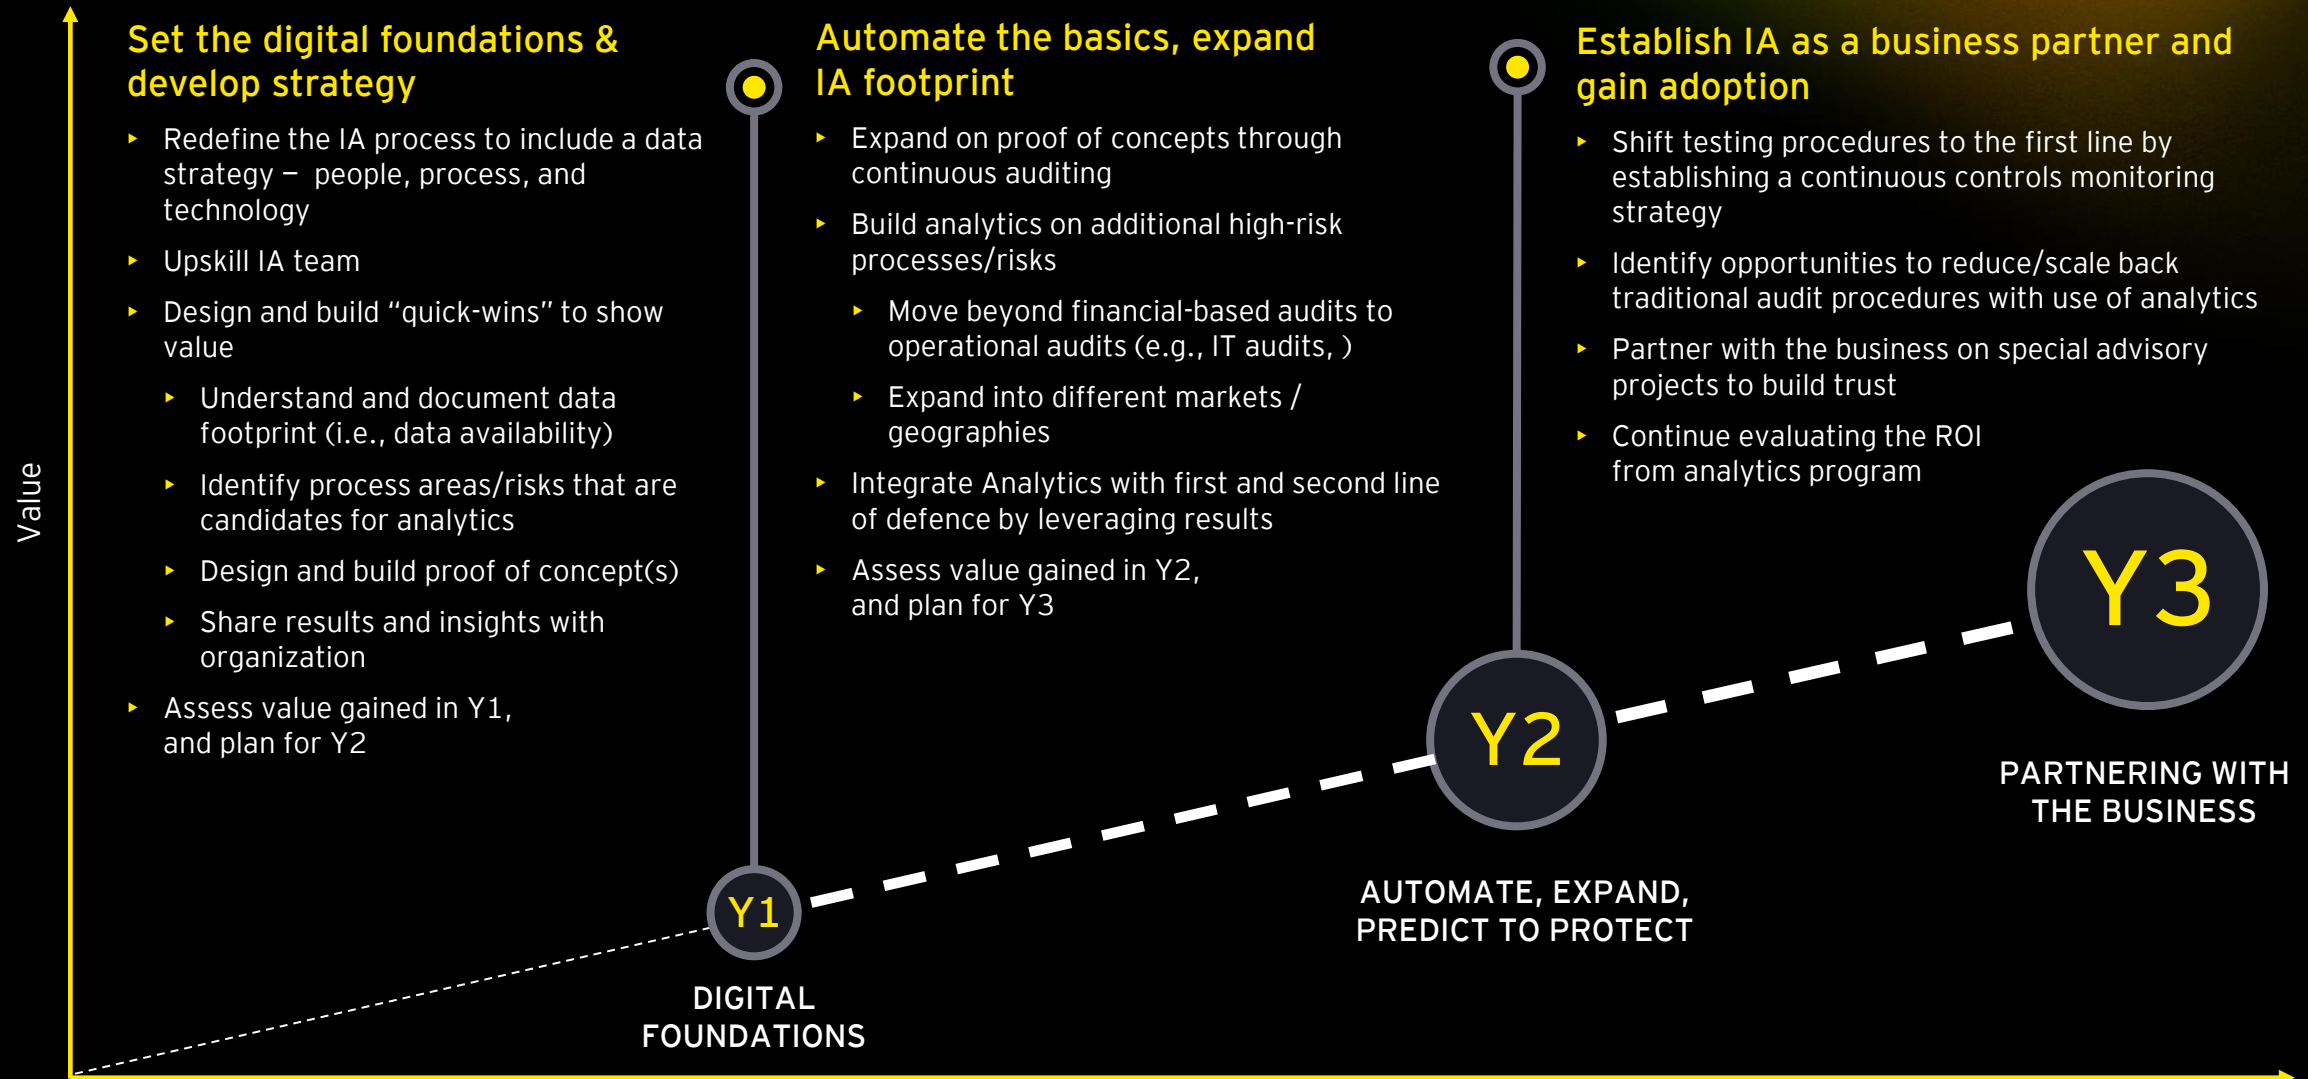 Value
Set the digital foundations &
develop strategy
‣ Redefine the IA process to include a data
strategy – people, process, and
technology
‣ Upskill IA team
‣ Design and build “quick-wins” to show
value
‣ Understand and document data
footprint (i.e., data availability)
‣ Identify process areas/risks that are
candidates for analytics
‣ Design and build proof of concept(s)
‣ Share results and insights with
organization
‣ Assess value gained in Y1,
and plan for Y2
Automate the basics, expand
IA footprint
‣ Expand on proof of concepts through
continuous auditing
‣ Build analytics on additional high-risk
processes/risks
‣ Move beyond financial-based audits to
operational audits (e.g., IT audits, )
‣ Expand into different markets /
geographies
‣ Integrate Analytics with first and second line
of defence by leveraging results
‣ Assess value gained in Y2,
and plan for Y3
Establish IA as a business partner and
gain adoption
‣ Shift testing procedures to the first line by
establishing a continuous controls monitoring
strategy
‣ Identify opportunities to reduce/scale back
traditional audit procedures with use of analytics
‣ Partner with the business on special advisory
projects to build trust
‣ Continue evaluating the ROI
from analytics program
Y1
DIGITAL
FOUNDATIONS
Y2
AUTOMATE, EXPAND,
PREDICT TO PROTECT
Y3
PARTNERING WITH
THE BUSINESS